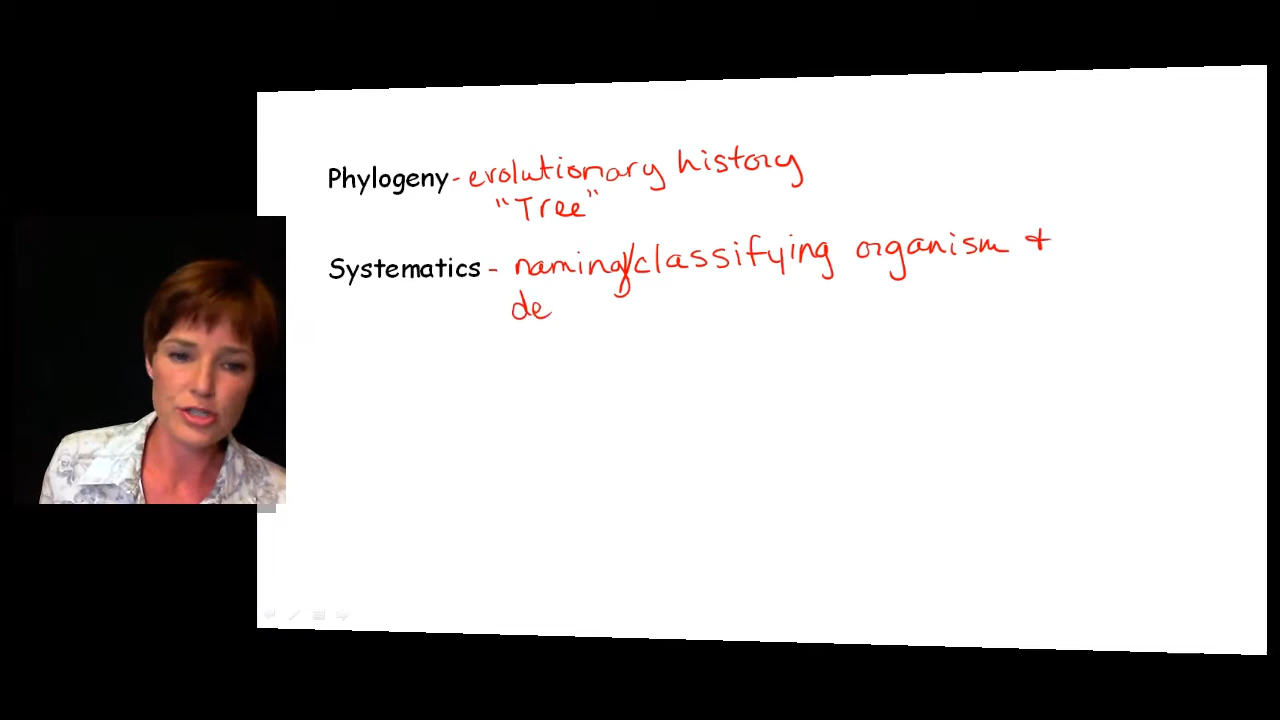 Phylogeny - evolutionary history
"Tree"
Systematics - naming/classifying organism +
de